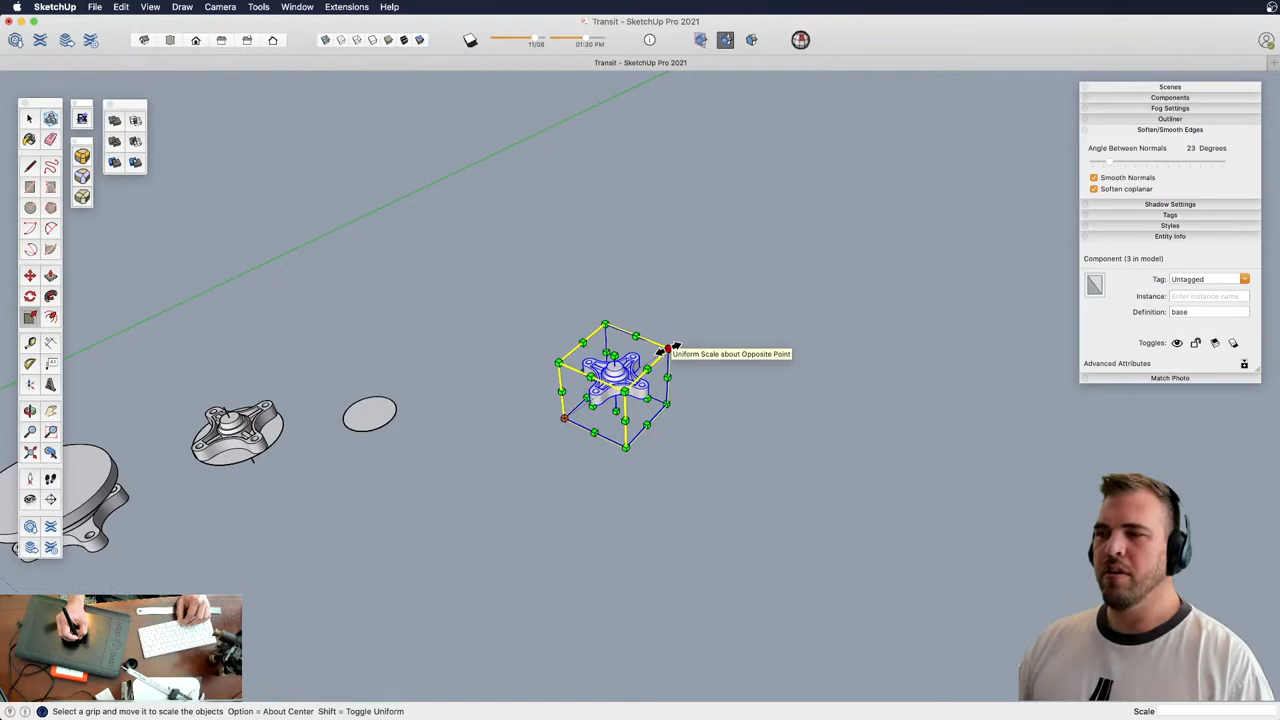 SketchUp File Edit View Draw Camera Tools Window Extensions Help
Transit - SketchUp Pro 2021
11/08
01:30 PM
Transit - SketchUp Pro 2021
Scenes
Components
Fog Settings
Outliner
Soften/Smooth Edges
Angle Between Normals 23 Degrees
Smooth Normals
Soften coplanar
Shadow Settings
Tags
Styles
Entity Info
Component (3 in model)
Tag: Untagged
Instance: Enter instance name
Definition: base
Toggles:
Advanced Attributes
Match Photo
Uniform Scale about Opposite Point
Select a grip and move it to scale the objects Option = About Center Shift = Toggle Uniform
Scale